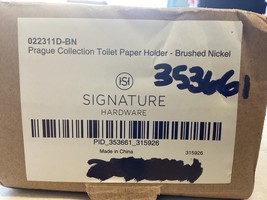 022311D-BN
Prague Collection Toilet Paper Holder - Brushed Nickel
353661
ISI
SIGNATURE
HARDWARE
PID_353661_315926
Made in China
315926